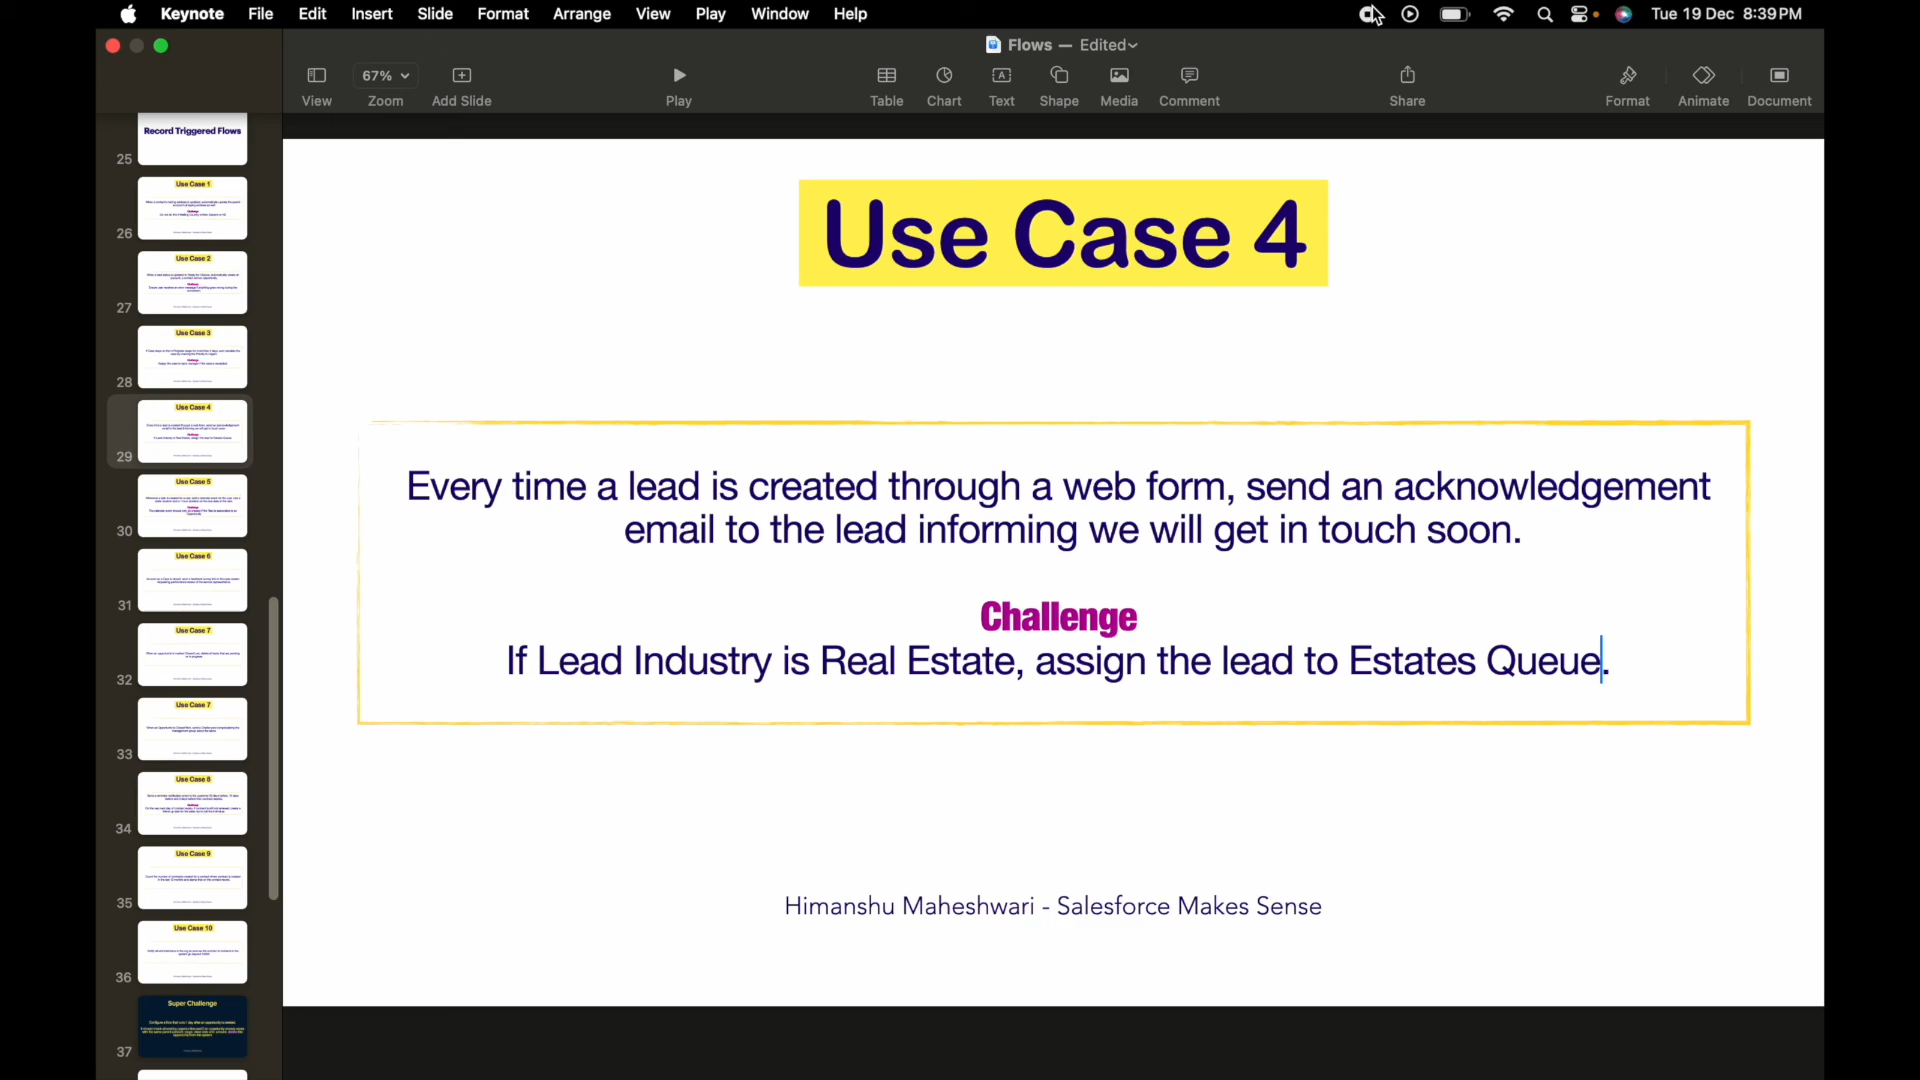 Keynote File Edit Insert Slide Format Arrange View Play Window Help Tue 19 Dec 8:39 PM
Flows — Edited
67%
View Zoom Add Slide Play Table Chart Text Shape Media Comment Share Format Animate Document
Record Triggered Flows
25
Use Case 1
26
Use Case 2
27
Use Case 3
28
Use Case 4
29
Use Case 5
30
Use Case 6
31
Use Case 7
32
Use Case 7
33
Use Case 8
34
Use Case 9
35
Use Case 10
36
Super Challenge
37
Use Case 4
Every time a lead is created through a web form, send an acknowledgement
email to the lead informing we will get in touch soon.
Challenge
If Lead Industry is Real Estate, assign the lead to Estates Queue.
Himanshu Maheshwari - Salesforce Makes Sense